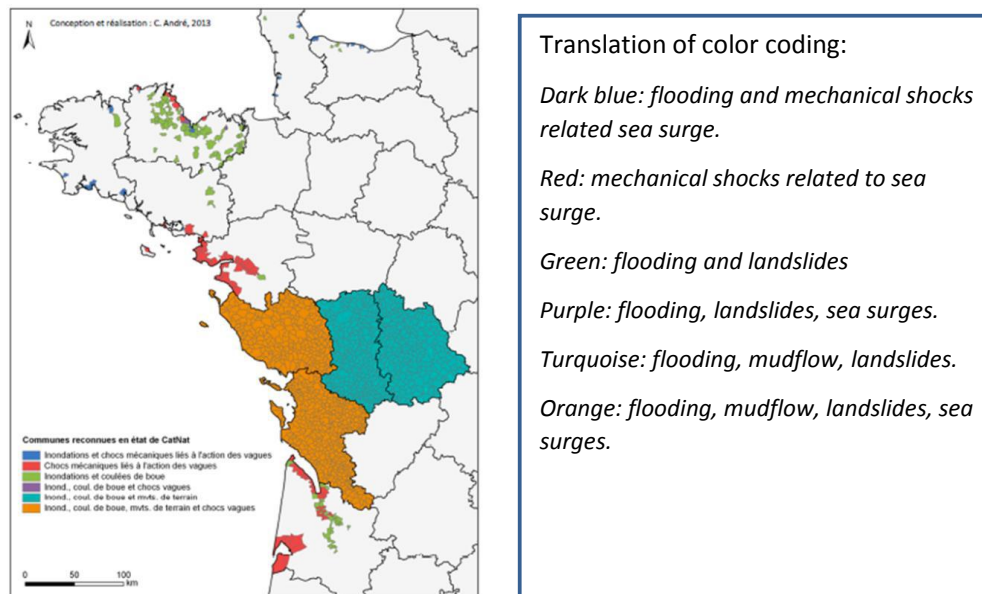 Conception et réalisation : C. André, 2013
N
Communes reconnues en état de CatNat
Inondations et chocs mécaniques liés à l'action des vagues
Chocs mécaniques liés à l'action des vagues
Inondations et coulées de boue
Inond., coul. de boue et chocs vagues
Inond., coul. de boue et mvts. de terrain
Inond., coul. de boue, mvts. de terrain et chocs vagues
0 50 100
km
Translation of color coding:
Dark blue: flooding and mechanical shocks
related sea surge.
Red: mechanical shocks related to sea
surge.
Green: flooding and landslides
Purple: flooding, landslides, sea surges.
Turquoise: flooding, mudflow, landslides.
Orange: flooding, mudflow, landslides, sea
surges.